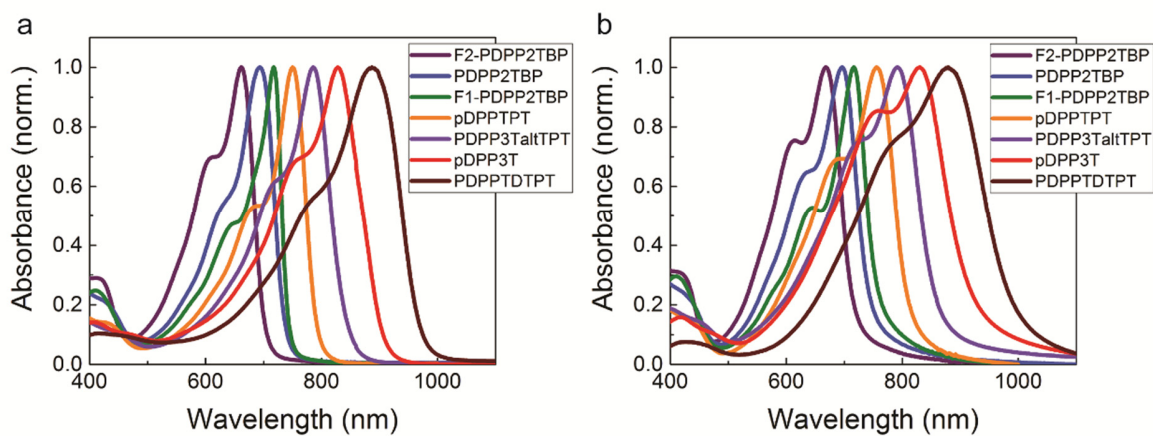 a
Absorbance (norm.)
1.0
0.8
0.6
0.4
0.2
0.0
400
600
800
1000
Wavelength (nm)
F2-PDPP2TBP
PDPP2TBP
F1-PDPP2TBP
pDPPTPT
PDPP3TaltTPT
pDPP3T
PDPPTDTPT
b
Absorbance (norm.)
1.0
0.8
0.6
0.4
0.2
0.0
400
600
800
1000
Wavelength (nm)
F2-PDPP2TBP
PDPP2TBP
F1-PDPP2TBP
pDPPTPT
PDPP3TaltTPT
pDPP3T
PDPPTDTPT